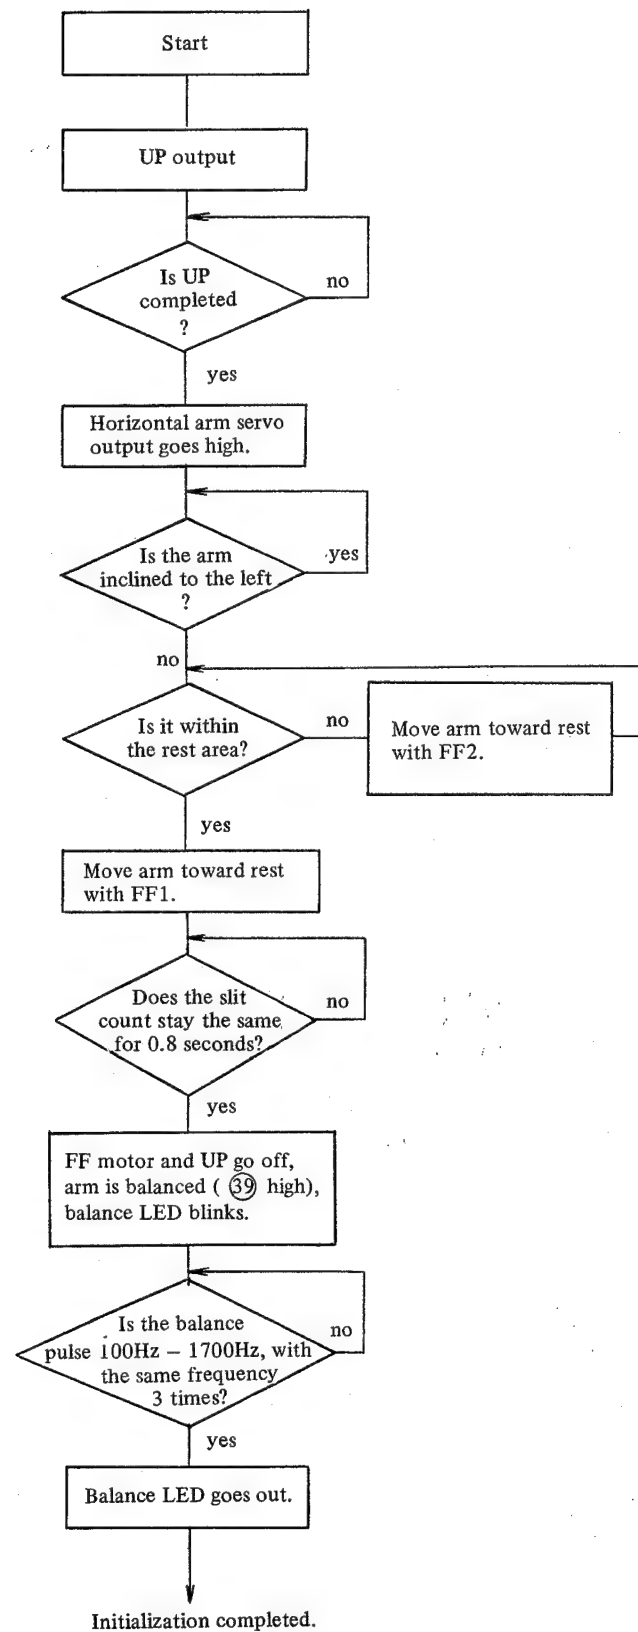 Start
UP output
Is UP
completed
?
no
yes
Horizontal arm servo
output goes high.
Is the arm
inclined to the left
?
yes
no
Is it within
the rest area?
no
Move arm toward rest
with FF2.
yes
Move arm toward rest
with FF1.
Does the slit
count stay the same
for 0.8 seconds?
no
yes
FF motor and UP go off,
arm is balanced ( 39 high),
balance LED blinks.
Is the balance
pulse 100Hz – 1700Hz, with
the same frequency
3 times?
no
yes
Balance LED goes out.
Initialization completed.